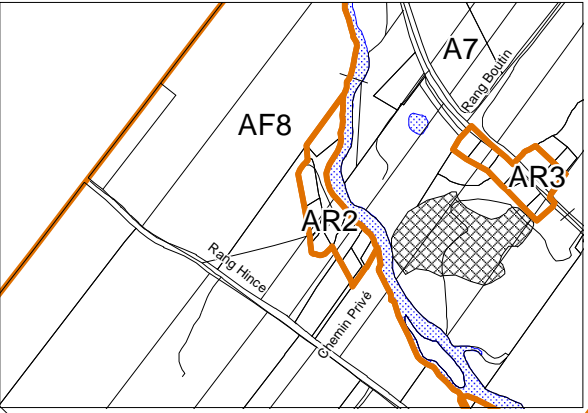 A7
Rang Boutin
AF8
AR3
AR2
Rang Hince
Chemin Privé